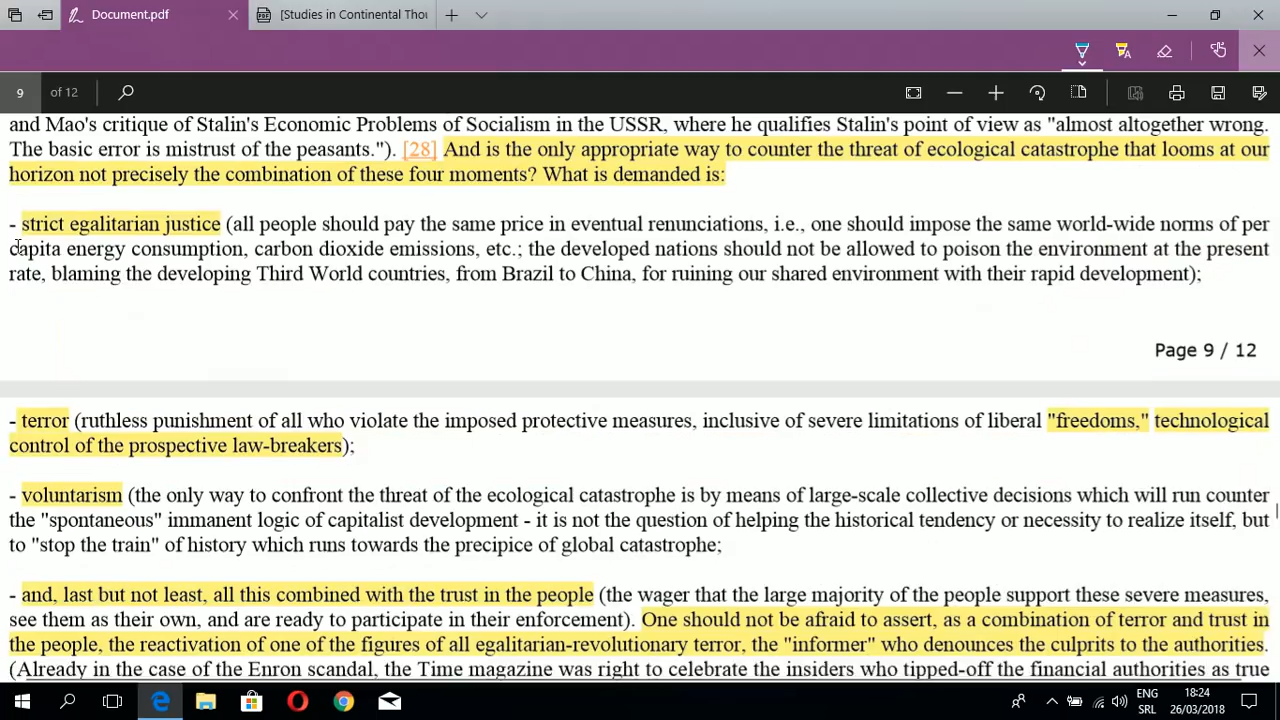 Document.pdf
[Studies in Continental Thou
9 of 12
and Mao's critique of Stalin's Economic Problems of Socialism in the USSR, where he qualifies Stalin's point of view as "almost altogether wrong.
The basic error is mistrust of the peasants."). [28] And is the only appropriate way to counter the threat of ecological catastrophe that looms at our
horizon not precisely the combination of these four moments? What is demanded is:
- strict egalitarian justice (all people should pay the same price in eventual renunciations, i.e., one should impose the same world-wide norms of per
capita energy consumption, carbon dioxide emissions, etc.; the developed nations should not be allowed to poison the environment at the present
rate, blaming the developing Third World countries, from Brazil to China, for ruining our shared environment with their rapid development);
Page 9 / 12
- terror (ruthless punishment of all who violate the imposed protective measures, inclusive of severe limitations of liberal "freedoms," technological
control of the prospective law-breakers);
- voluntarism (the only way to confront the threat of the ecological catastrophe is by means of large-scale collective decisions which will run counter
the "spontaneous" immanent logic of capitalist development - it is not the question of helping the historical tendency or necessity to realize itself, but
to "stop the train" of history which runs towards the precipice of global catastrophe;
- and, last but not least, all this combined with the trust in the people (the wager that the large majority of the people support these severe measures,
see them as their own, and are ready to participate in their enforcement). One should not be afraid to assert, as a combination of terror and trust in
the people, the reactivation of one of the figures of all egalitarian-revolutionary terror, the "informer" who denounces the culprits to the authorities.
(Already in the case of the Enron scandal, the Time magazine was right to celebrate the insiders who tipped-off the financial authorities as true
ENG
SRL
18:24
26/03/2018